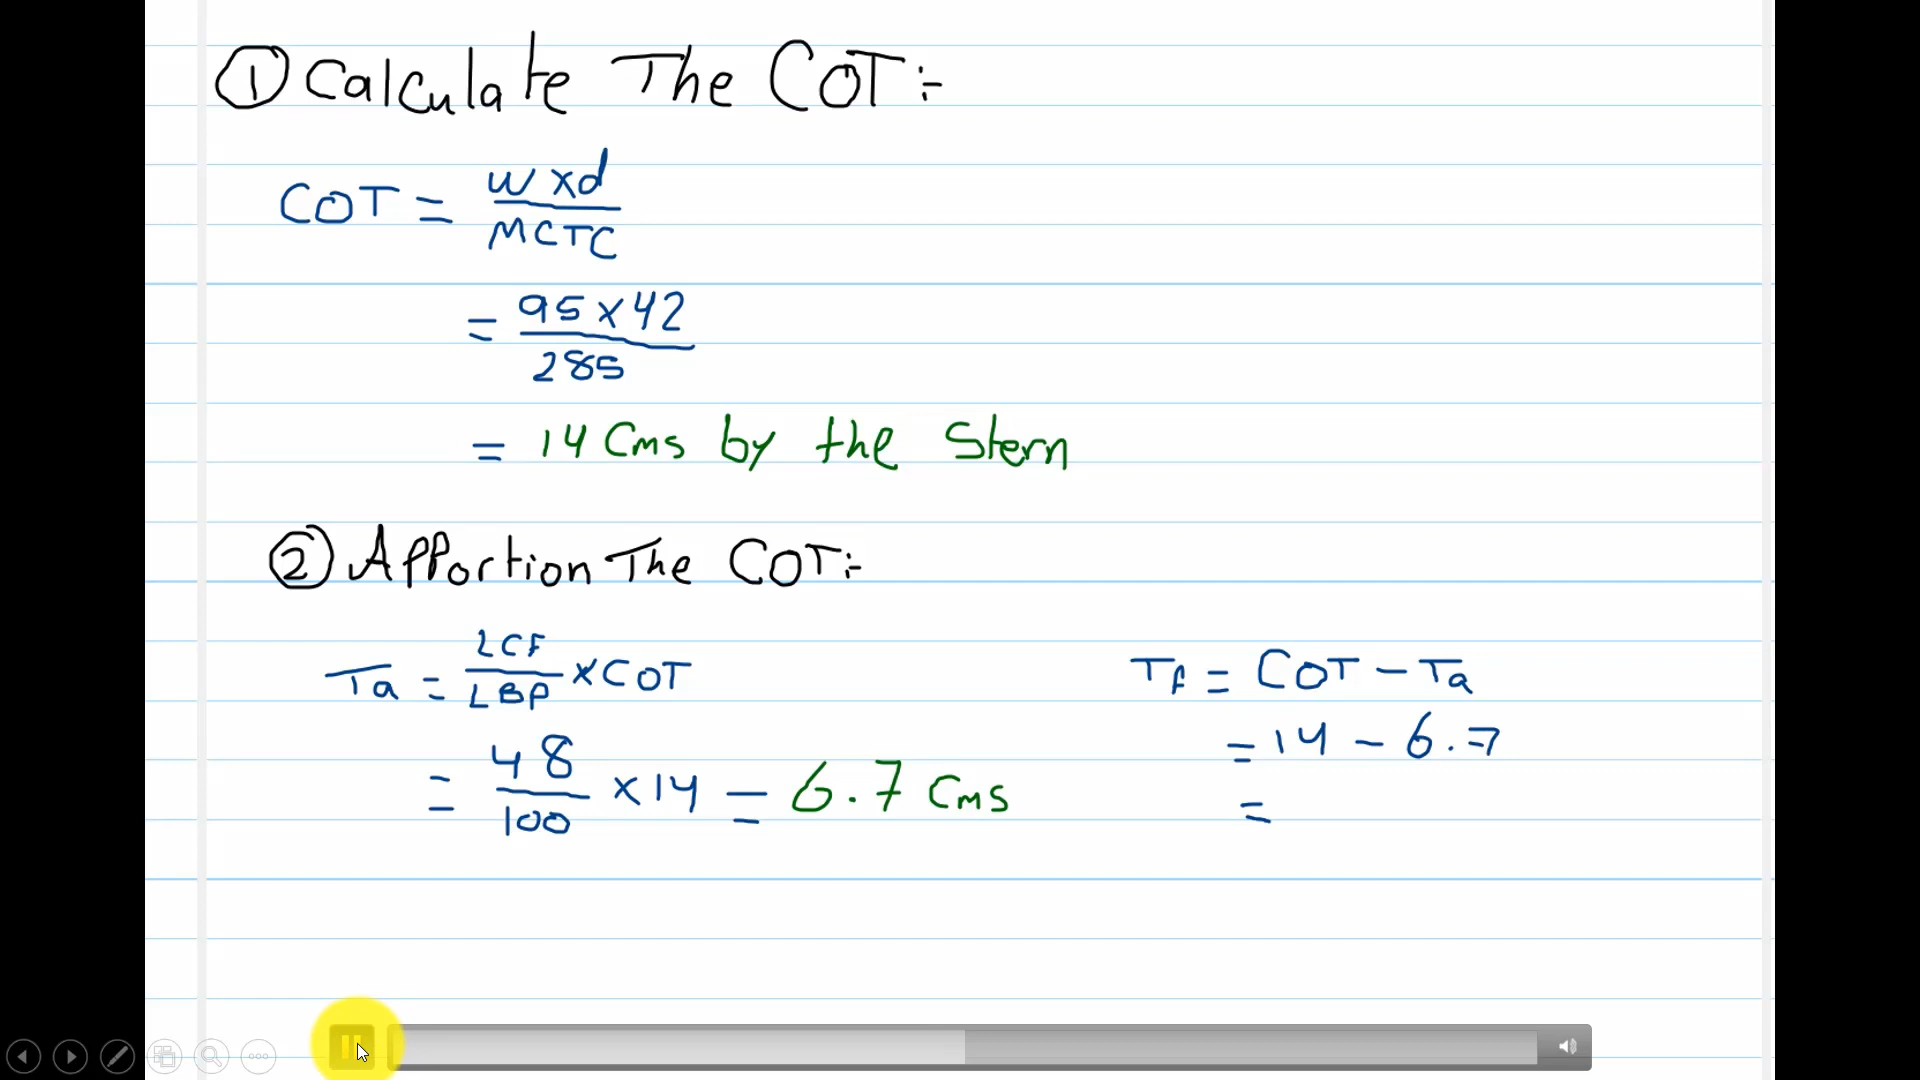 ① Calculate The COT:-
COT = w x d / MCTC
= 95 x 42 / 285
= 14 Cms by the Stern
② Apportion The COT:-
Ta = LCF / LBP x COT
= 48 / 100 x 14 = 6.7 Cms
Tf = COT - Ta
= 14 - 6.7
=